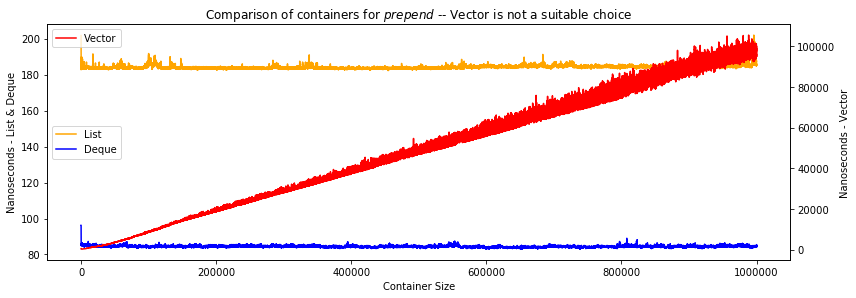 Comparison of containers for prepend -- Vector is not a suitable choice
Vector
List
Deque
Nanoseconds - List & Deque
200
180
160
140
120
100
80
100000
80000
60000
40000
20000
0
Nanoseconds - Vector
0
200000
400000
600000
800000
1000000
Container Size